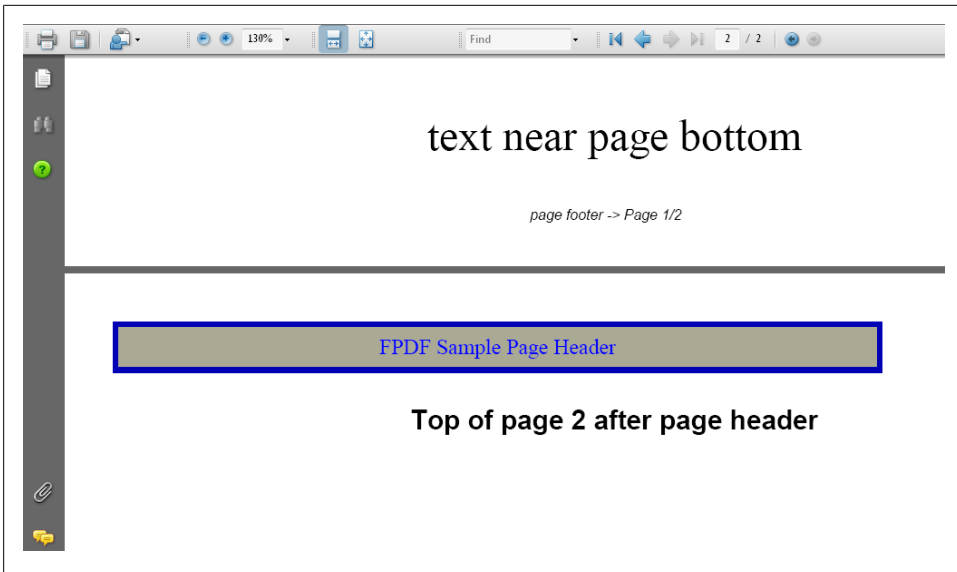 130% Find 2 / 2
text near page bottom
page footer -> Page 1/2
FPDF Sample Page Header
Top of page 2 after page header